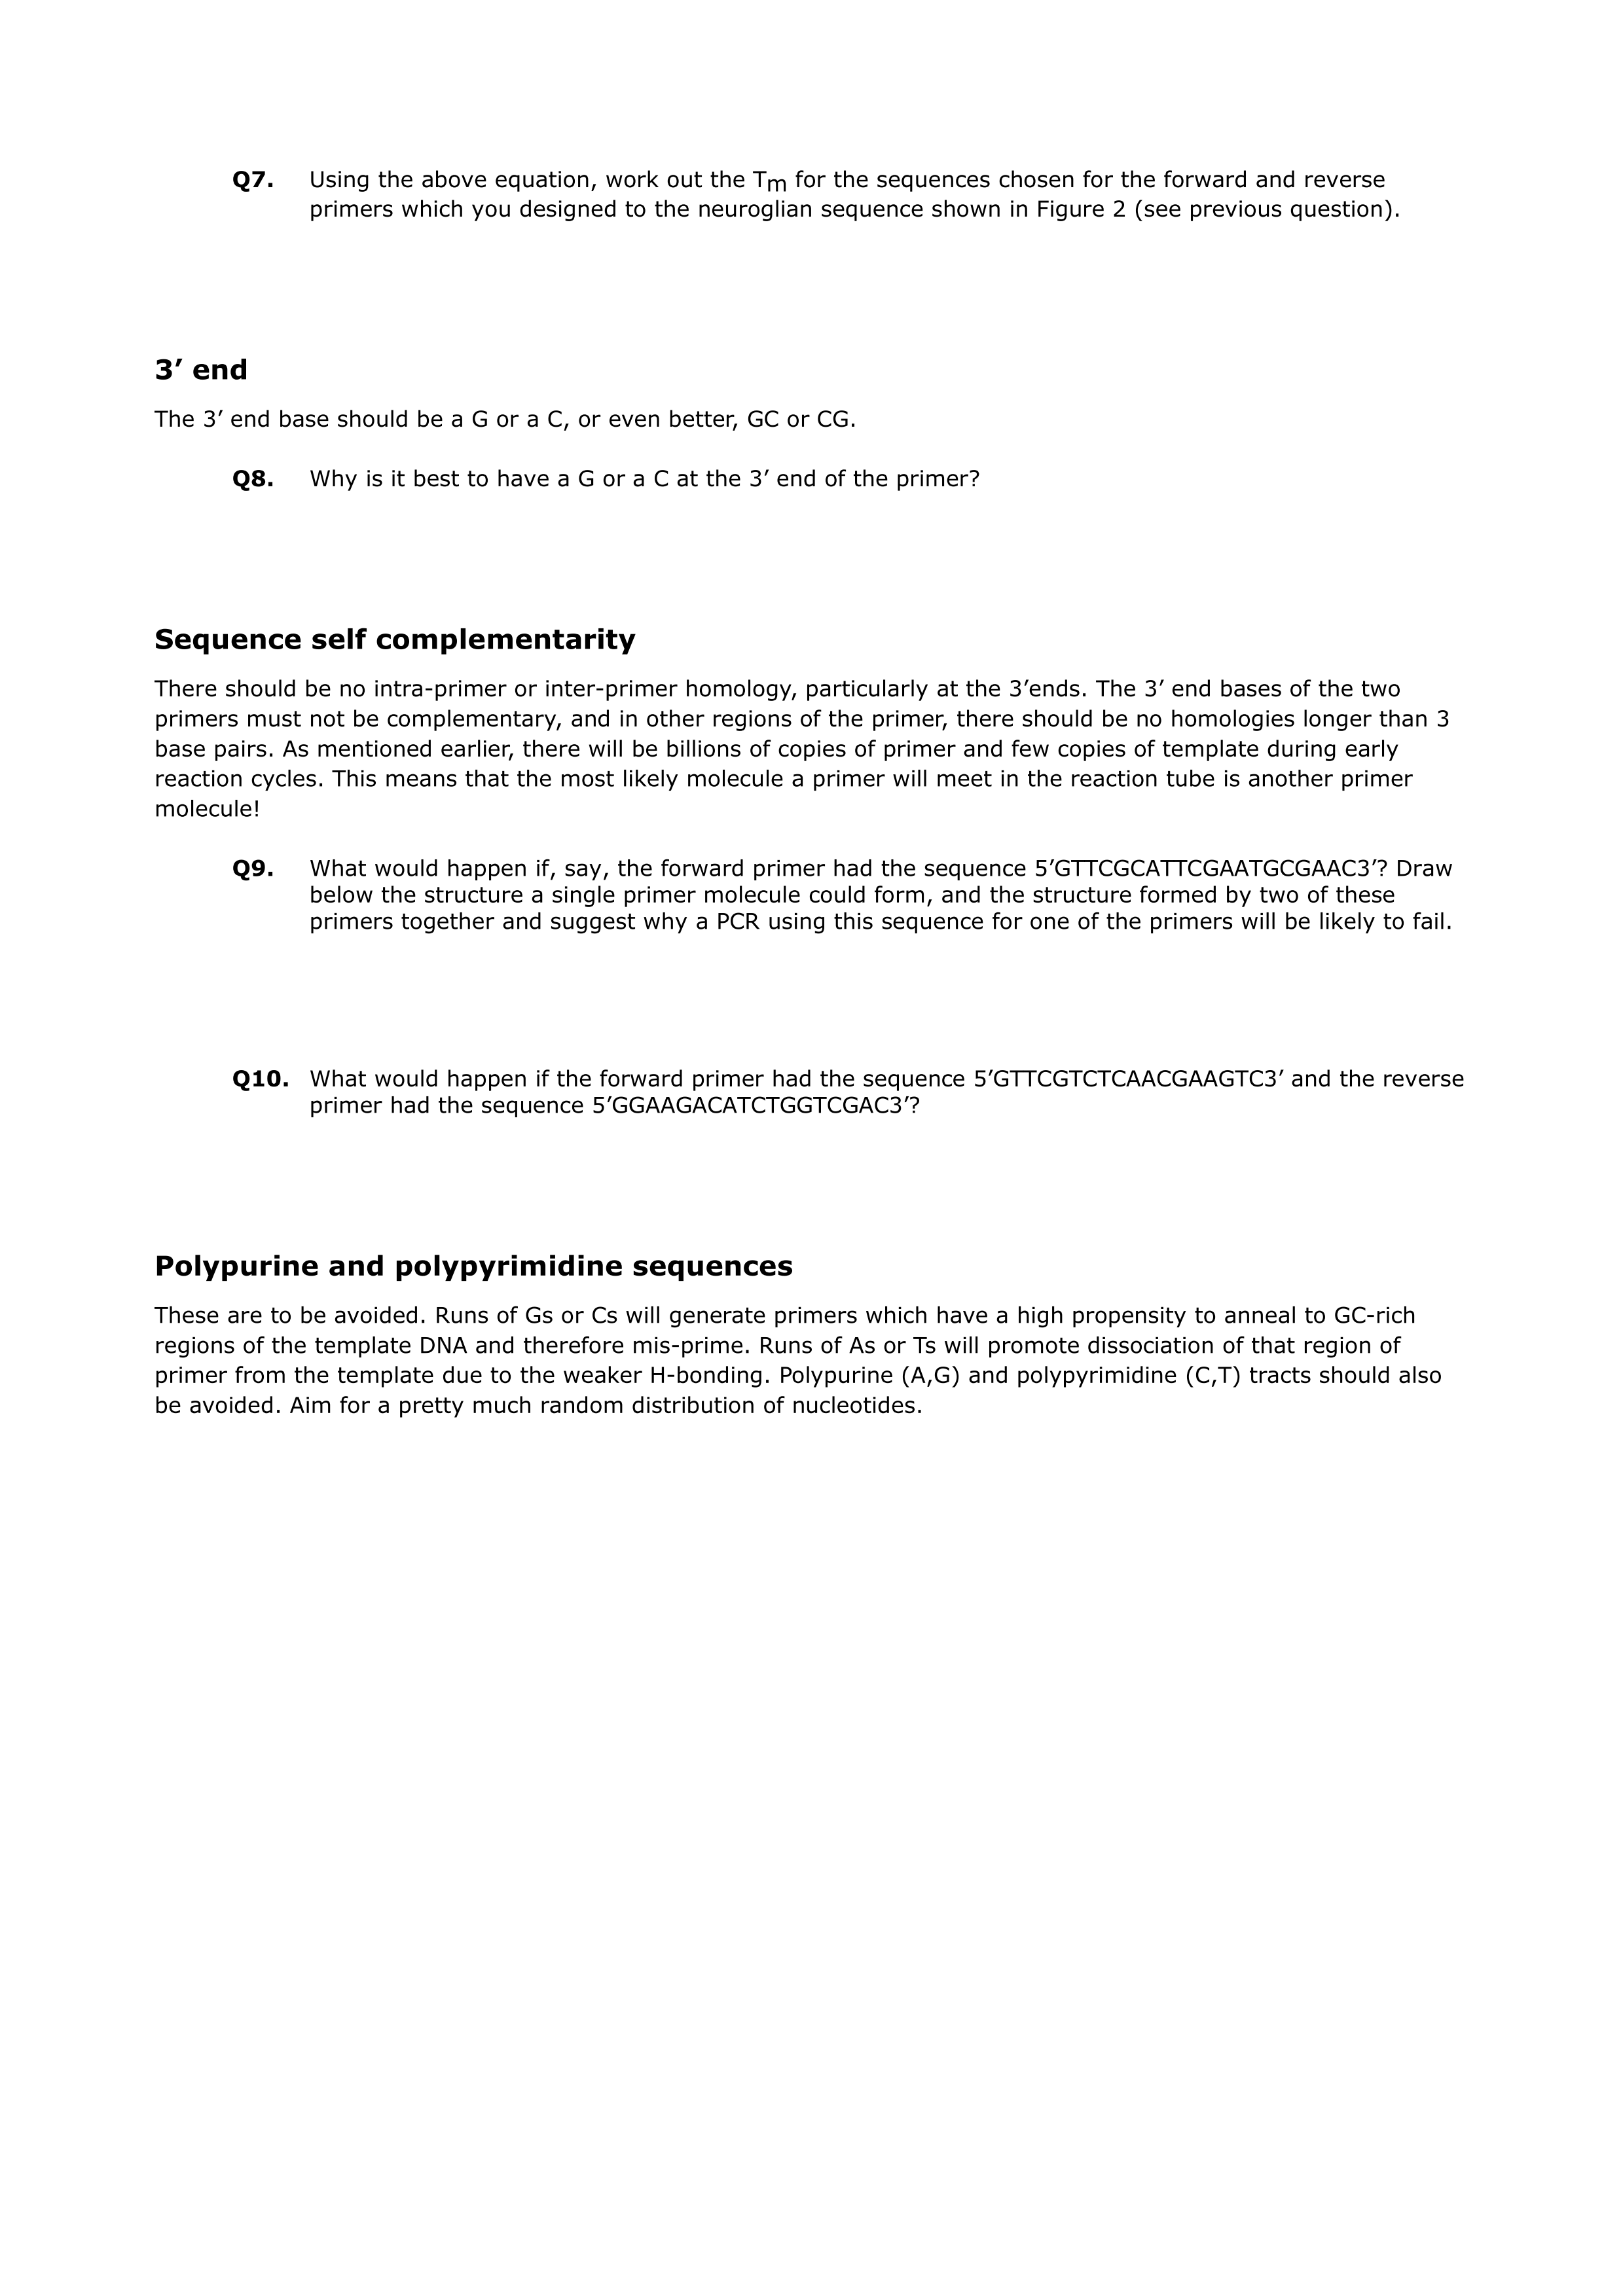 Q7. Using the above equation, work out the Tm for the sequences chosen for the forward and reverse
primers which you designed to the neuroglian sequence shown in Figure 2 (see previous question).
3’ end
The 3’ end base should be a G or a C, or even better, GC or CG.
Q8. Why is it best to have a G or a C at the 3’ end of the primer?
Sequence self complementarity
There should be no intra-primer or inter-primer homology, particularly at the 3’ends. The 3’ end bases of the two
primers must not be complementary, and in other regions of the primer, there should be no homologies longer than 3
base pairs. As mentioned earlier, there will be billions of copies of primer and few copies of template during early
reaction cycles. This means that the most likely molecule a primer will meet in the reaction tube is another primer
molecule!
Q9. What would happen if, say, the forward primer had the sequence 5’GTTCGCATTCGAATGCGAAC3’? Draw
below the structure a single primer molecule could form, and the structure formed by two of these
primers together and suggest why a PCR using this sequence for one of the primers will be likely to fail.
Q10. What would happen if the forward primer had the sequence 5’GTTCGTCTCAACGAAGTC3’ and the reverse
primer had the sequence 5’GGAAGACATCTGGTCGAC3’?
Polypurine and polypyrimidine sequences
These are to be avoided. Runs of Gs or Cs will generate primers which have a high propensity to anneal to GC-rich
regions of the template DNA and therefore mis-prime. Runs of As or Ts will promote dissociation of that region of
primer from the template due to the weaker H-bonding. Polypurine (A,G) and polypyrimidine (C,T) tracts should also
be avoided. Aim for a pretty much random distribution of nucleotides.